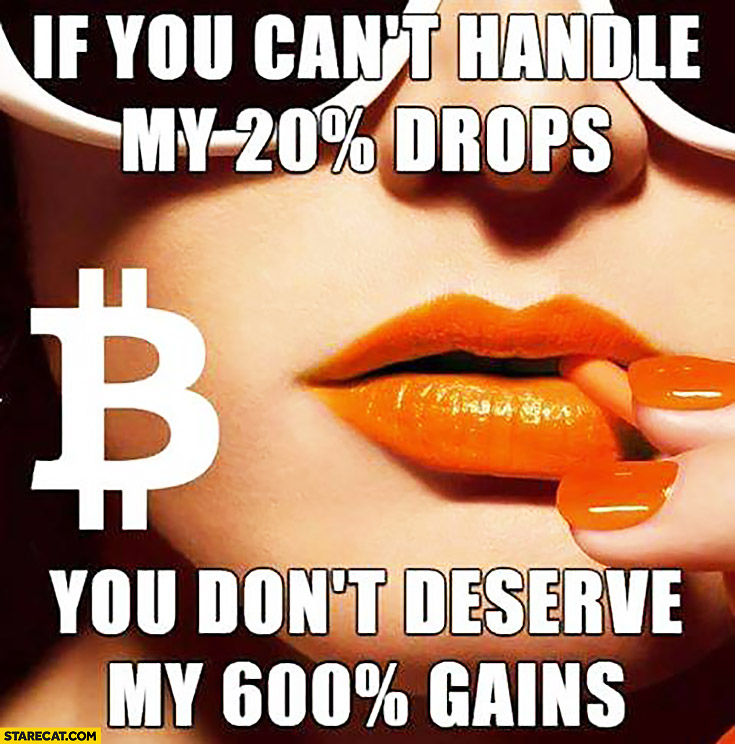 IF YOU CAN'T HANDLE
MY 20% DROPS
YOU DON'T DESERVE
MY 600% GAINS
STARECAT.COM